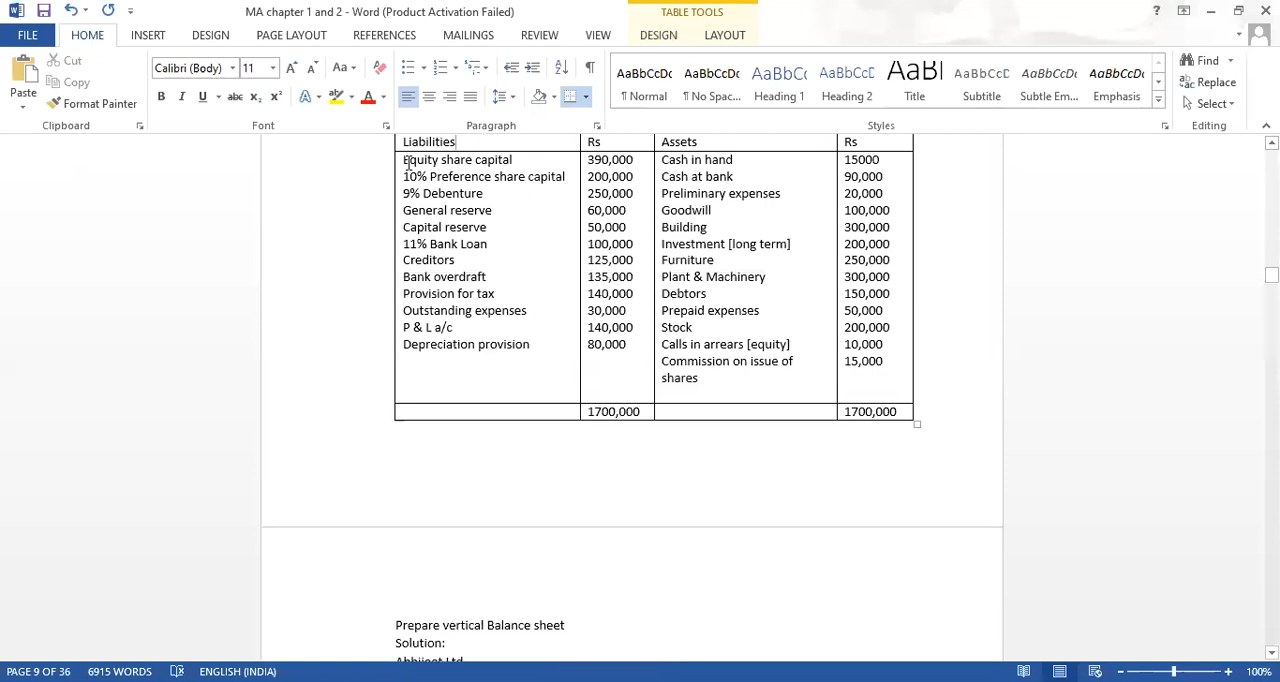 MA chapter 1 and 2 - Word (Product Activation Failed)
TABLE TOOLS
FILE HOME INSERT DESIGN PAGE LAYOUT REFERENCES MAILINGS REVIEW VIEW DESIGN LAYOUT
Paste
Cut
Copy
Format Painter
Clipboard
Calibri (Body) 11
Font
Paragraph
AaBbCcDc AaBbCcDc AaBbCc AaBbCcD AaBl AaBbCcD AaBbCcDc AaBbCcDc
¶ Normal ¶ No Spac... Heading 1 Heading 2 Title Subtitle Subtle Em... Emphasis
Styles
Find
Replace
Select
Editing
Liabilities Rs Assets Rs
Equity share capital 390,000 Cash in hand 15000
10% Preference share capital 200,000 Cash at bank 90,000
9% Debenture 250,000 Preliminary expenses 20,000
General reserve 60,000 Goodwill 100,000
Capital reserve 50,000 Building 300,000
11% Bank Loan 100,000 Investment [long term] 200,000
Creditors 125,000 Furniture 250,000
Bank overdraft 135,000 Plant & Machinery 300,000
Provision for tax 140,000 Debtors 150,000
Outstanding expenses 30,000 Prepaid expenses 50,000
P & L a/c 140,000 Stock 200,000
Depreciation provision 80,000 Calls in arrears [equity] 10,000
Commission on issue of 15,000
shares
1700,000 1700,000
Prepare vertical Balance sheet
Solution:
Abhijeet Ltd
PAGE 9 OF 36 6915 WORDS ENGLISH (INDIA) 100%